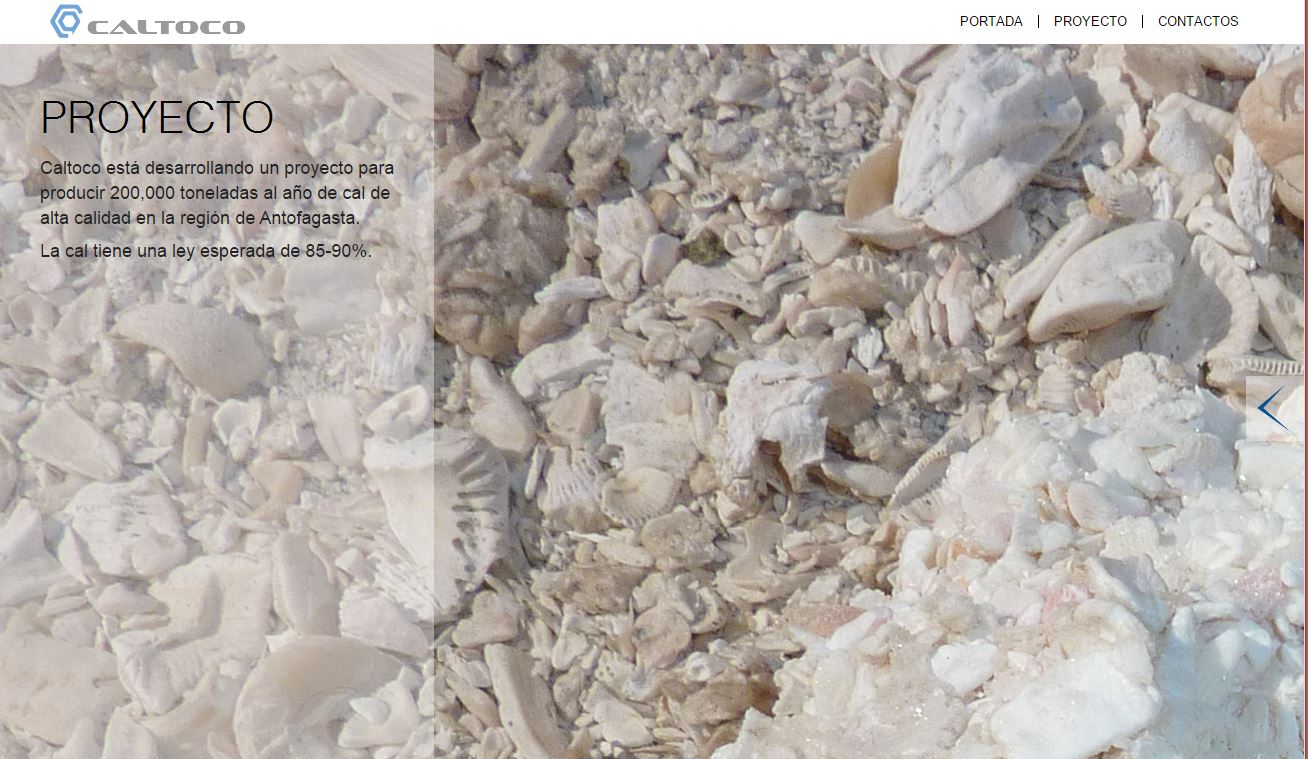 CALTOCO
PORTADA
PROYECTO
CONTACTOS
PROYECTO
Caltoco está desarrollando un proyecto para
producir 200,000 toneladas al año de cal de
alta calidad en la región de Antofagasta.
La cal tiene una ley esperada de 85-90%.